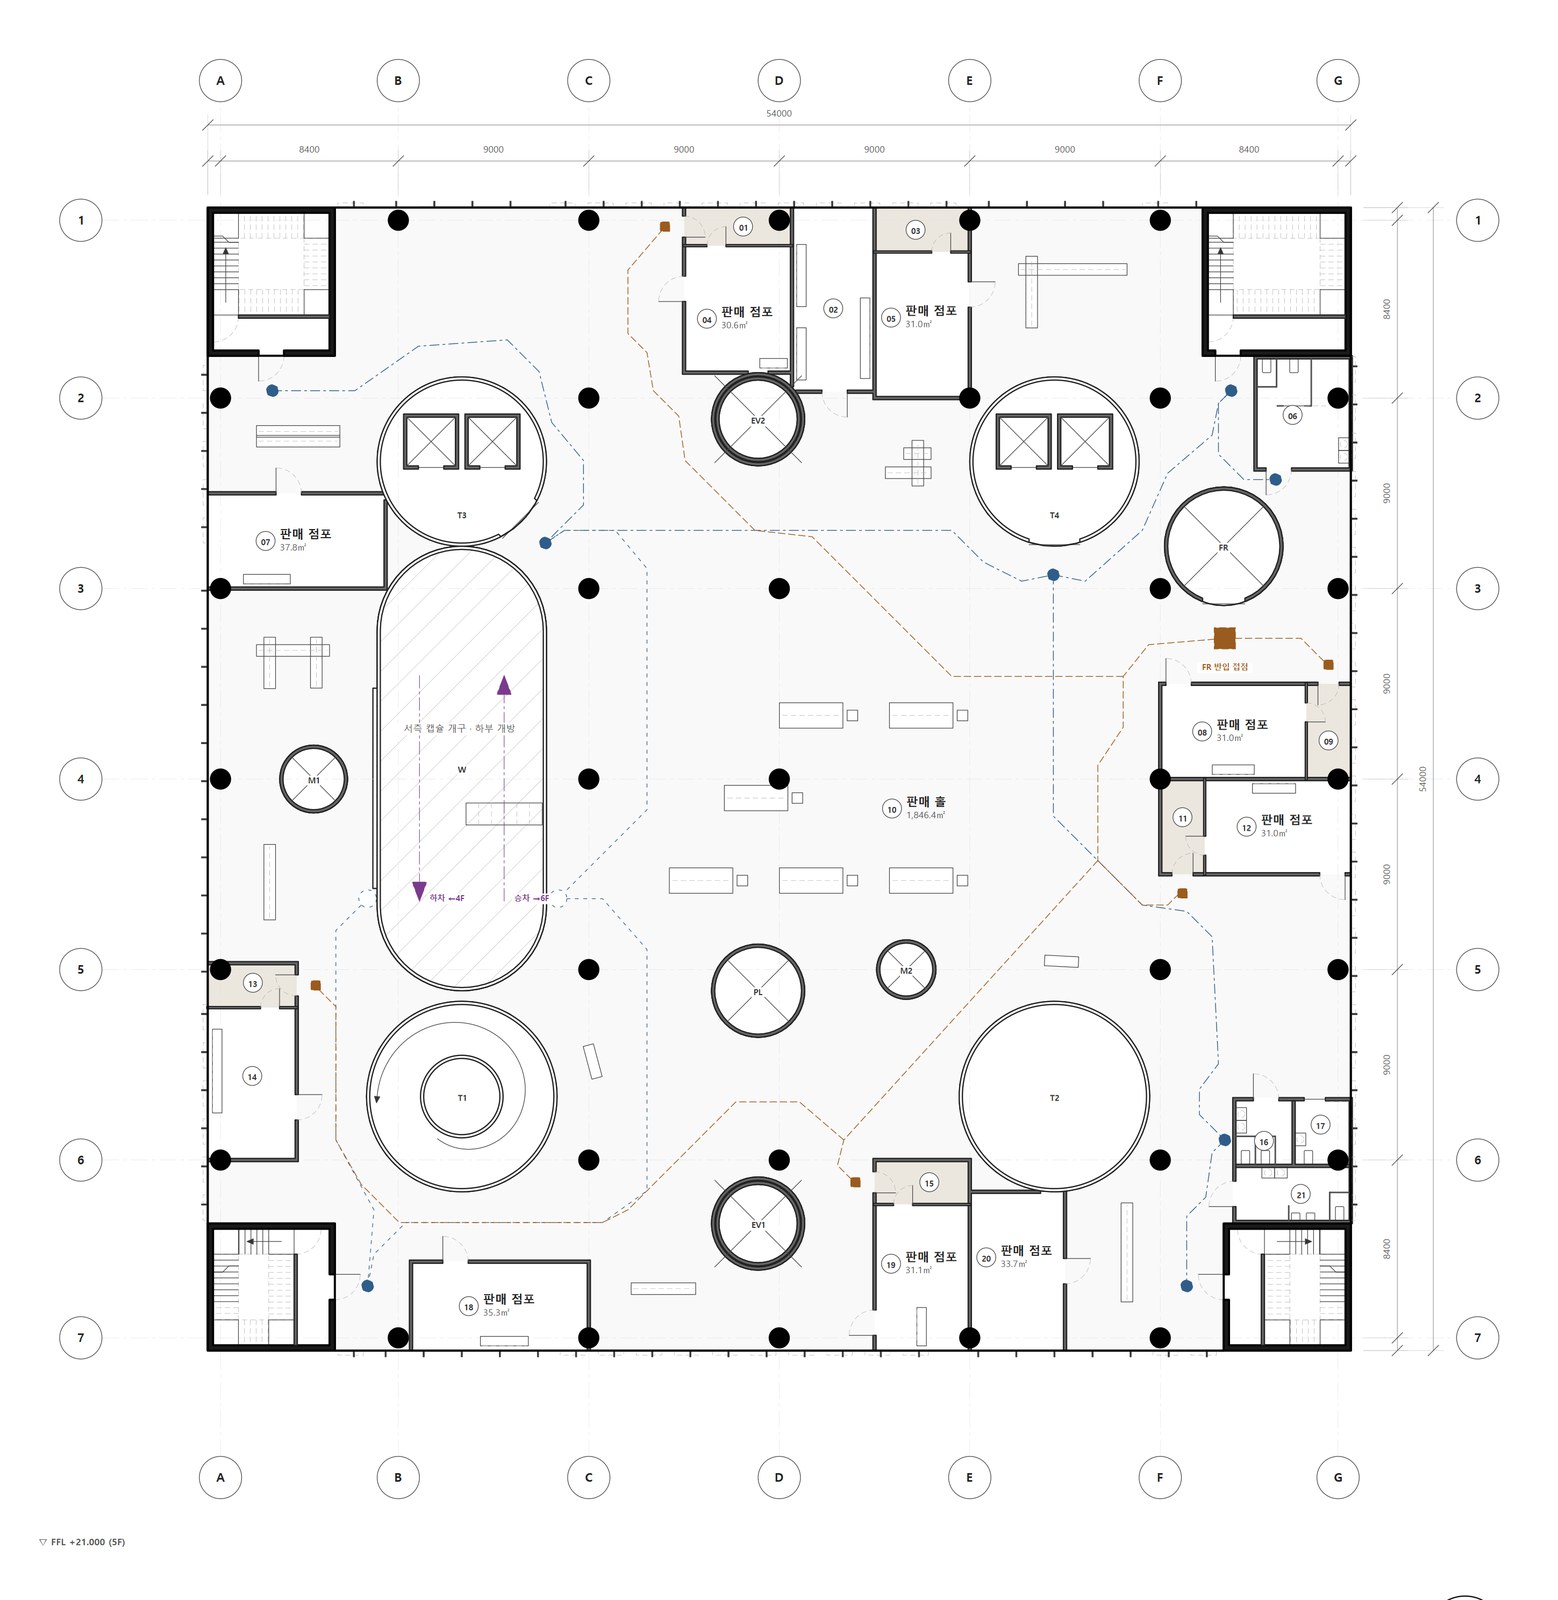 A B C D E F G
54000
8400 9000 9000 9000 9000 8400
1 1
01
03
02
8400
04 판매 점포
30.6㎡
05 판매 점포
31.0㎡
2 2
06
EV2
9000
T3
T4
07 판매 점포
37.8㎡
FR
3 3
FR 반입 접점
9000
서측 캡슐 개구 · 하부 개방
08 판매 점포
31.0㎡
09
W
M1
4 4
54000
10 판매 홀
1,846.4㎡
11
12 판매 점포
31.0㎡
9000
하차 ←4F
승차 →6F
5 5
13
M2
PL
14
9000
T1
T2
17
16
6 6
15
21
EV1
8400
19 판매 점포
31.1㎡
20 판매 점포
33.7㎡
18 판매 점포
35.3㎡
7 7
A B C D E F G
▽ FFL +21.000 (5F)